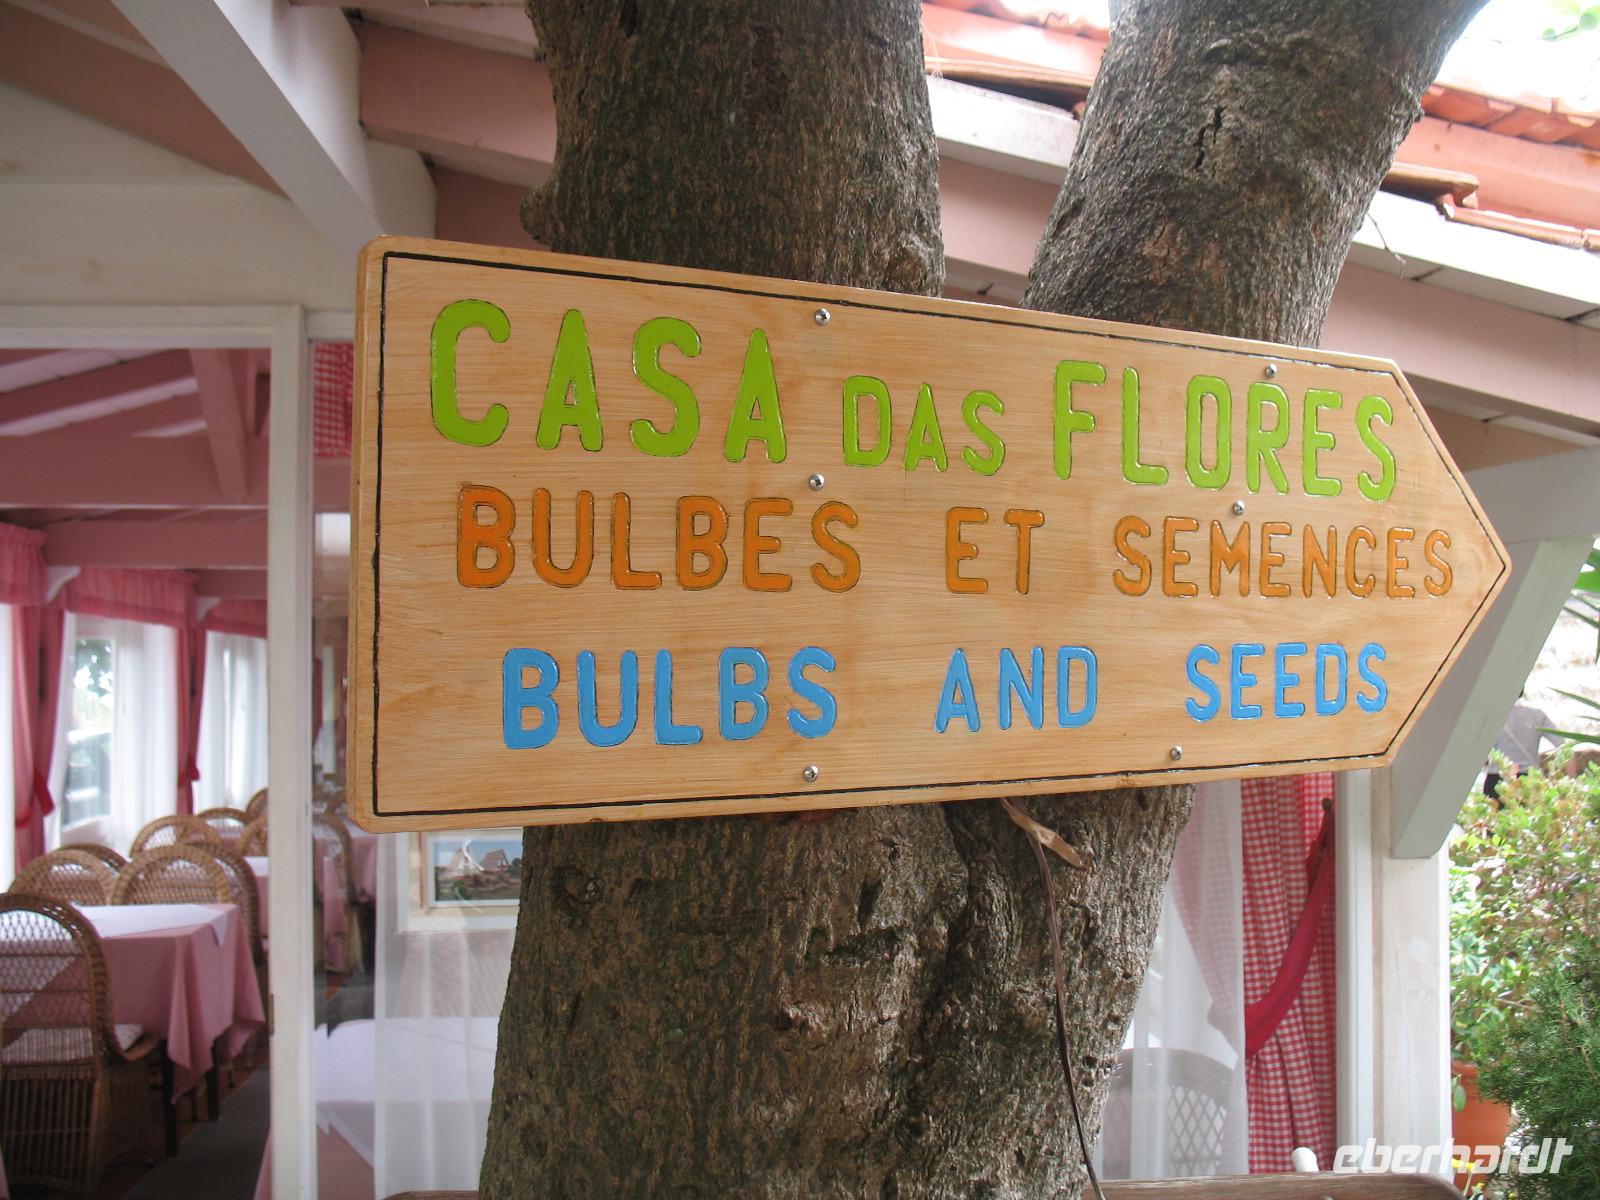 CASA DAS FLORES
BULBES ET SEMENCES
BULBS AND SEEDS
eberhardt